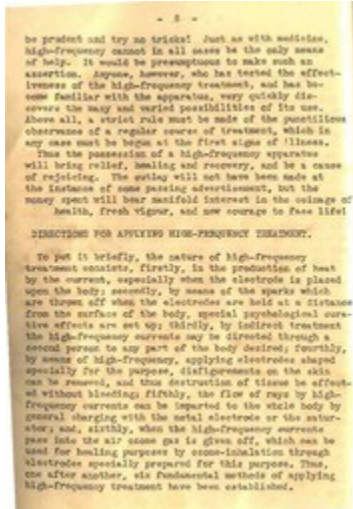 - 5 -
be prudent and try no tricks! Just as with medicine,
high-frequency cannot in all cases be the only means
of help. It would be presumptuous to make such an
assertion. Anyone, however, who has tested the effect-
iveness of the high-frequency treatment, and has be-
come familiar with the apparatus, very quickly dis-
covers the many and varied possibilities of its use.
Above all, a strict rule must be made of the punctilious
observance of a regular course of treatment, which in
any case must be begun at the first signs of illness.
Thus the possession of a high-frequency apparatus
will bring relief, healing and recovery, and be a cause
of rejoicing. The outlay will not have been made at
the instance of some passing advertisement, but the
money spent will bear manifold interest in the coinage of
health, fresh vigour, and new courage to face life!
DIRECTIONS FOR APPLYING HIGH-FREQUENCY TREATMENT.
To put it briefly, the nature of high-frequency
treatment consists, firstly, in the production of heat
by the current, especially when the electrode is placed
upon the body; secondly, by means of the sparks which
are thrown off when the electrodes are held at a distance
from the surface of the body, special psychological cura-
tive effects are set up; thirdly, by indirect treatment
the high-frequency currents may be directed through a
second person to any part of the body desired; fourthly,
by means of high-frequency, applying electrodes shaped
specially for the purpose, disfigurements on the skin
can be removed, and thus destruction of tissue be effect-
ed without bleeding; fifthly, the flow of rays by high-
frequency currents can be imparted to the whole body by
general charging with the metal electrode or the satur-
ator; and, sixthly, when the high-frequency currents
pass into the air ozone gas is given off, which can be
used for healing purposes by ozone-inhalation through
electrodes specially prepared for this purpose. Thus,
one after another, six fundamental methods of applying
high-frequency treatment have been established.